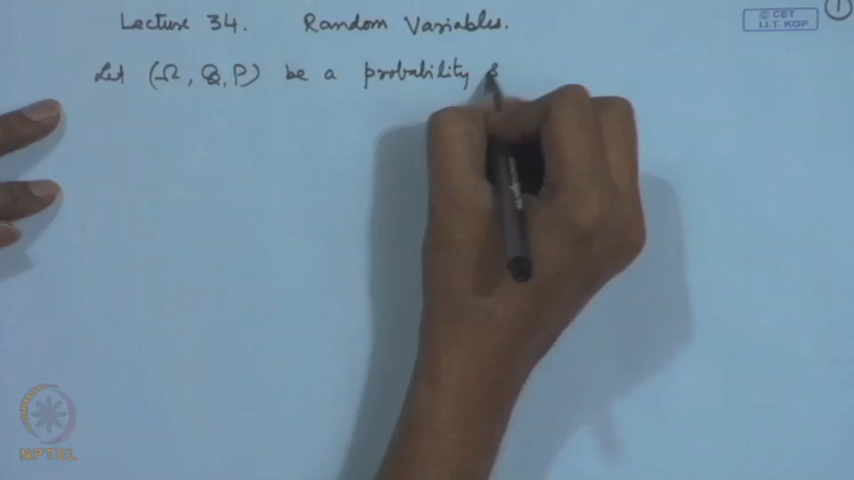 Lecture 34. Random Variables.
© CET
I.I.T. KGP
1
Let (Ω, Q, P) be a probability s
NPTEL